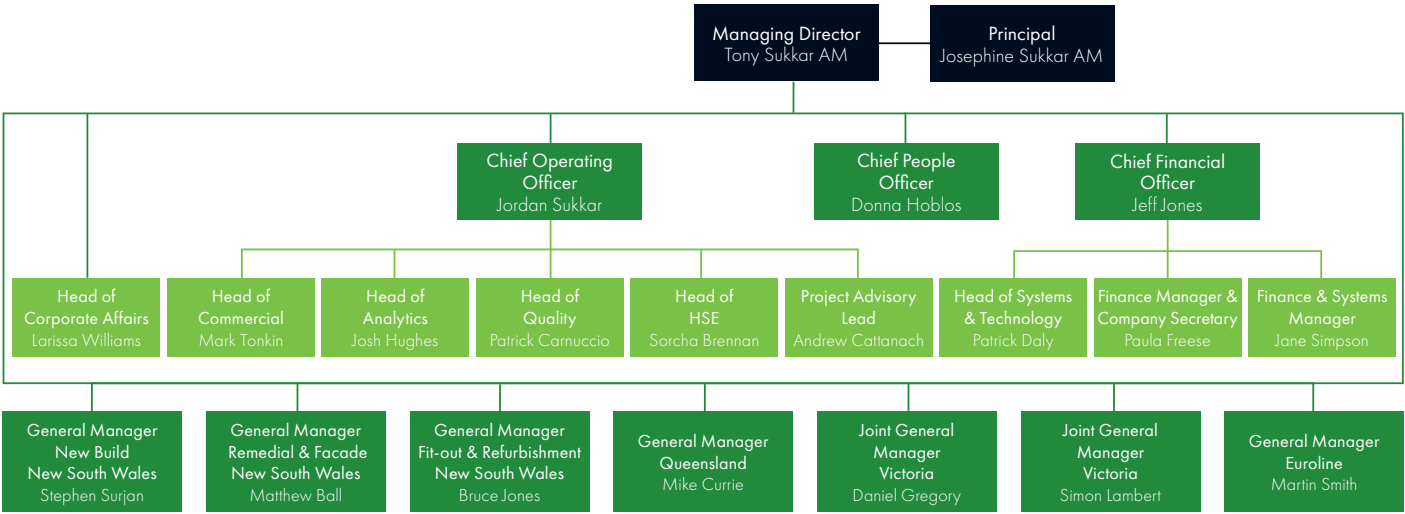 Managing Director
Tony Sukkar AM
Principal
Josephine Sukkar AM
Chief Operating
Officer
Jordan Sukkar
Chief People
Officer
Donna Hoblos
Chief Financial
Officer
Jeff Jones
Head of
Corporate Affairs
Larissa Williams
Head of
Commercial
Mark Tonkin
Head of
Analytics
Josh Hughes
Head of
Quality
Patrick Carnuccio
Head of
HSE
Sorcha Brennan
Project Advisory
Lead
Andrew Cattanach
Head of Systems
& Technology
Patrick Daly
Finance Manager &
Company Secretary
Paula Freese
Finance & Systems
Manager
Jane Simpson
General Manager
New Build
New South Wales
Stephen Surjan
General Manager
Remedial & Facade
New South Wales
Matthew Ball
General Manager
Fit-out & Refurbishment
New South Wales
Bruce Jones
General Manager
Queensland
Mike Currie
Joint General
Manager
Victoria
Daniel Gregory
Joint General
Manager
Victoria
Simon Lambert
General Manager
Euroline
Martin Smith